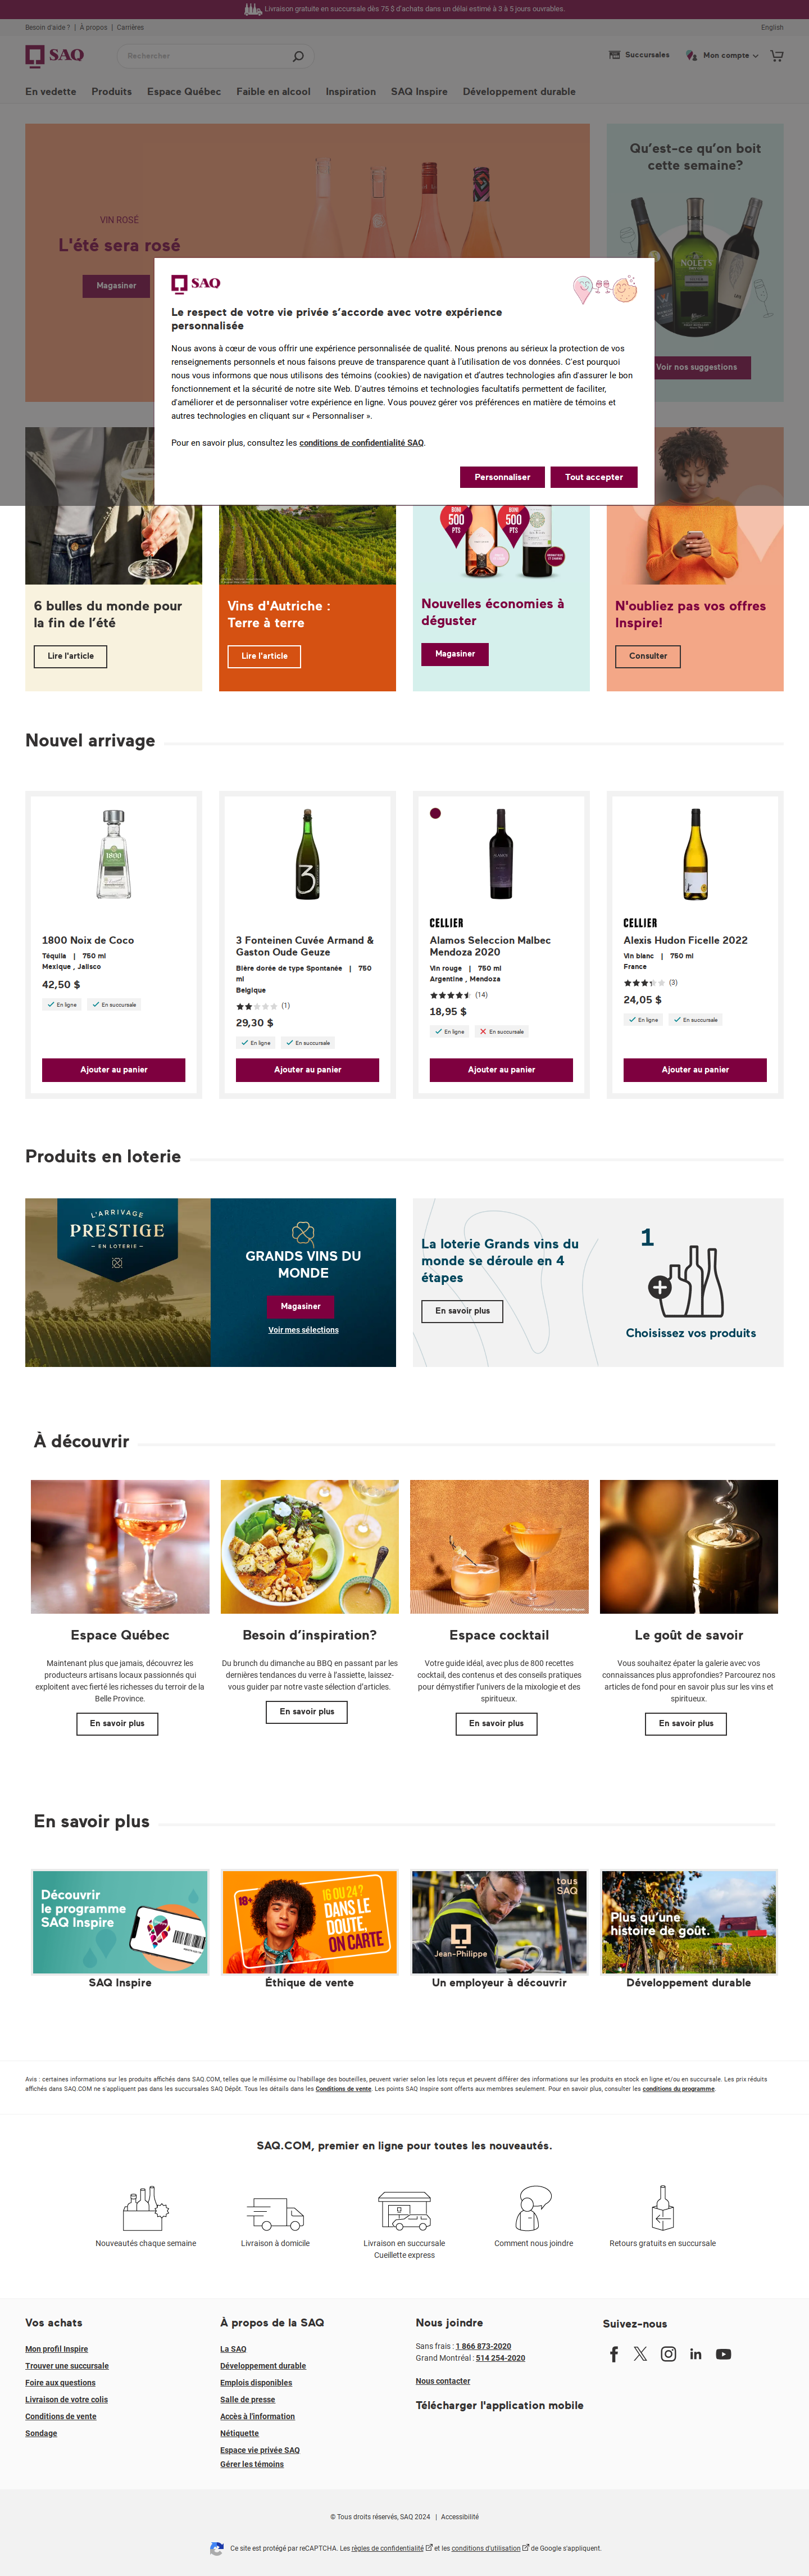 Livraison gratuite en succursale dès 75 $ d'achats dans un délai estimé à 3 à 5 jours ouvrables.
Besoin d'aide ? | À propos | Carrières
English
SAQ
Rechercher
Succursales
Mon compte
En vedette
Produits
Espace Québec
Faible en alcool
Inspiration
SAQ Inspire
Développement durable
VIN ROSÉ
L'été sera rosé
Magasiner
Qu'est-ce qu'on boit
cette semaine?
NOLET'S
Voir nos suggestions
SAQ
Le respect de votre vie privée s'accorde avec votre expérience
personnalisée
Nous avons à cœur de vous offrir une expérience personnalisée de qualité. Nous prenons au sérieux la protection de vos
renseignements personnels et nous faisons preuve de transparence quant à l'utilisation de vos données. C'est pourquoi
nous vous informons que nous utilisons des témoins (cookies) de navigation et d'autres technologies afin d'assurer le bon
fonctionnement et la sécurité de notre site Web. D'autres témoins et technologies facultatifs permettent de faciliter,
d'améliorer et de personnaliser votre expérience en ligne. Vous pouvez gérer vos préférences en matière de témoins et
autres technologies en cliquant sur « Personnaliser ».
Pour en savoir plus, consultez les conditions de confidentialité SAQ.
Personnaliser
Tout accepter
BONI
500
PTS
BONI
500
PTS
6 bulles du monde pour
la fin de l'été
Lire l'article
Vins d'Autriche :
Terre à terre
Lire l'article
Nouvelles économies à
déguster
Magasiner
N'oubliez pas vos offres
Inspire!
Consulter
Nouvel arrivage
1800
1800 Noix de Coco
Téquila | 750 ml
Mexique , Jalisco
42,50 $
En ligne
En succursale
Ajouter au panier
3
3 Fonteinen Cuvée Armand &
Gaston Oude Geuze
Bière dorée de type Spontanée | 750
ml
Belgique
(1)
29,30 $
En ligne
En succursale
Ajouter au panier
ALAMOS
CELLIER
Alamos Seleccion Malbec
Mendoza 2020
Vin rouge | 750 ml
Argentine , Mendoza
(14)
18,95 $
En ligne
En succursale
Ajouter au panier
CELLIER
Alexis Hudon Ficelle 2022
Vin blanc | 750 ml
France
(3)
24,05 $
En ligne
En succursale
Ajouter au panier
Produits en loterie
L'ARRIVAGE
PRESTIGE
– EN LOTERIE –
GRANDS VINS DU
MONDE
Magasiner
Voir mes sélections
La loterie Grands vins du
monde se déroule en 4
étapes
En savoir plus
1
Choisissez vos produits
À découvrir
Espace Québec
Maintenant plus que jamais, découvrez les
producteurs artisans locaux passionnés qui
exploitent avec fierté les richesses du terroir de la
Belle Province.
En savoir plus
Besoin d'inspiration?
Du brunch du dimanche au BBQ en passant par les
dernières tendances du verre à l'assiette, laissez-
vous guider par notre vaste sélection d'articles.
En savoir plus
Espace cocktail
Votre guide idéal, avec plus de 800 recettes
cocktail, des contenus et des conseils pratiques
pour démystifier l'univers de la mixologie et des
spiritueux.
En savoir plus
Le goût de savoir
Vous souhaitez épater la galerie avec vos
connaissances plus approfondies? Parcourez nos
articles de fond pour en savoir plus sur les vins et
spiritueux.
En savoir plus
En savoir plus
Découvrir
le programme
SAQ Inspire
SAQ Inspire
18+
16 OU 24?
DANS LE
DOUTE,
ON CARTE
Éthique de vente
tous
SAQ
Jean-Philippe
Un employeur à découvrir
Plus qu'une
histoire de goût.
Développement durable
Avis : certaines informations sur les produits affichés dans SAQ.COM, telles que le millésime ou l'habillage des bouteilles, peuvent varier selon les lots reçus et peuvent différer des informations sur les produits en stock en ligne et/ou en succursale. Les prix réduits
affichés dans SAQ.COM ne s'appliquent pas dans les succursales SAQ Dépôt. Tous les détails dans les Conditions de vente. Les points SAQ Inspire sont offerts aux membres seulement. Pour en savoir plus, consulter les conditions du programme.
SAQ.COM, premier en ligne pour toutes les nouveautés.
Nouveautés chaque semaine
Livraison à domicile
Livraison en succursale
Cueillette express
Comment nous joindre
Retours gratuits en succursale
Vos achats
Mon profil Inspire
Trouver une succursale
Foire aux questions
Livraison de votre colis
Conditions de vente
Sondage
À propos de la SAQ
La SAQ
Développement durable
Emplois disponibles
Salle de presse
Accès à l'information
Nétiquette
Espace vie privée SAQ
Gérer les témoins
Nous joindre
Sans frais : 1 866 873-2020
Grand Montréal : 514 254-2020
Nous contacter
Télécharger l'application mobile
Suivez-nous
© Tous droits réservés, SAQ 2024 | Accessibilité
Ce site est protégé par reCAPTCHA. Les règles de confidentialité et les conditions d'utilisation de Google s'appliquent.